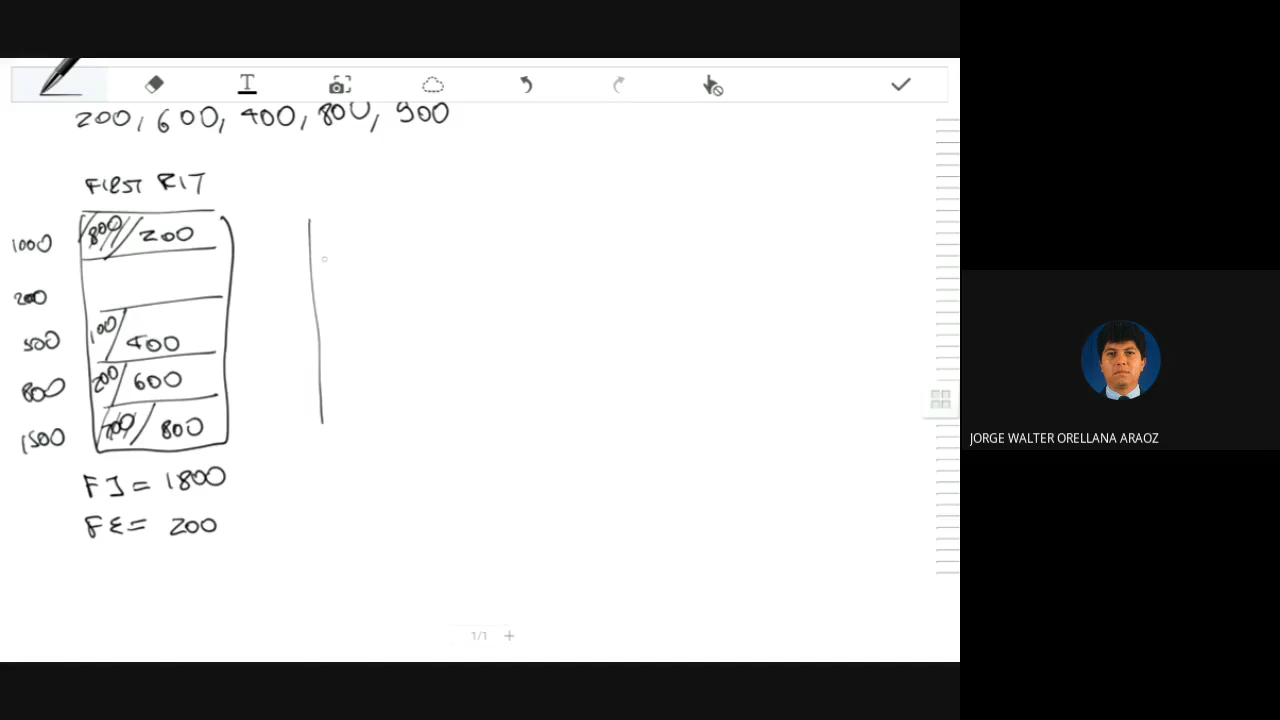 200, 600, 400, 800, 900
FIRST FIT
1000 800 200
200
500 100 400
800 200 600
1500 700 800
FI = 1800
FE = 200
JORGE WALTER ORELLANA ARAOZ
1/1 +
T